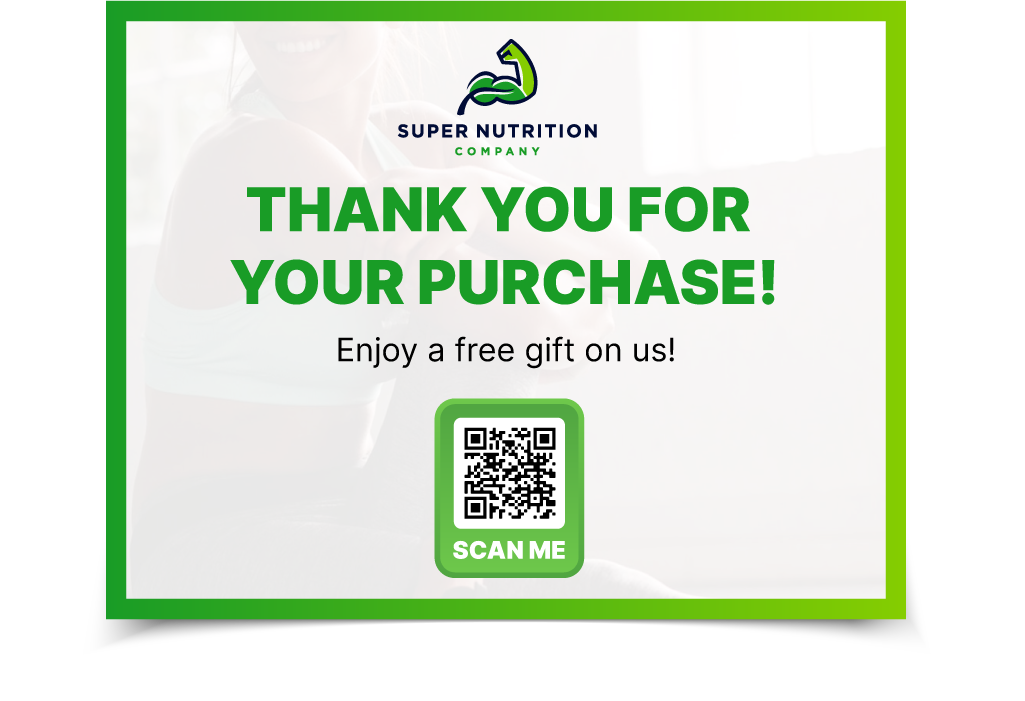 SUPER NUTRITION
COMPANY
THANK YOU FOR
YOUR PURCHASE!
Enjoy a free gift on us!
SCAN ME